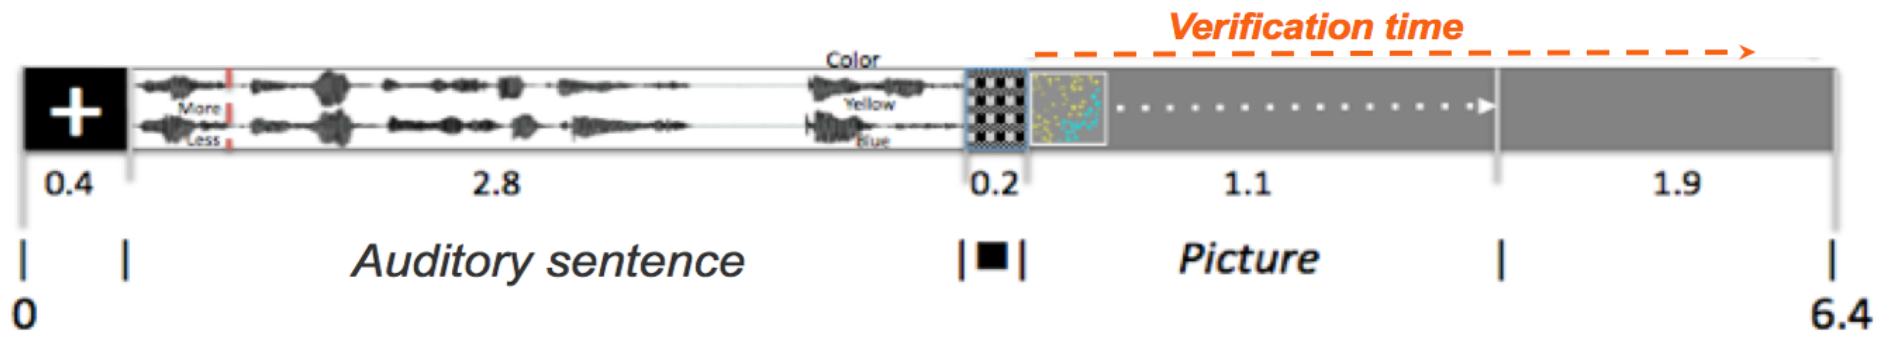 Verification time
Color
More
Yellow
Less
Blue
0.4 2.8 0.2 1.1 1.9
| | Auditory sentence | ■ | Picture | |
0 6.4